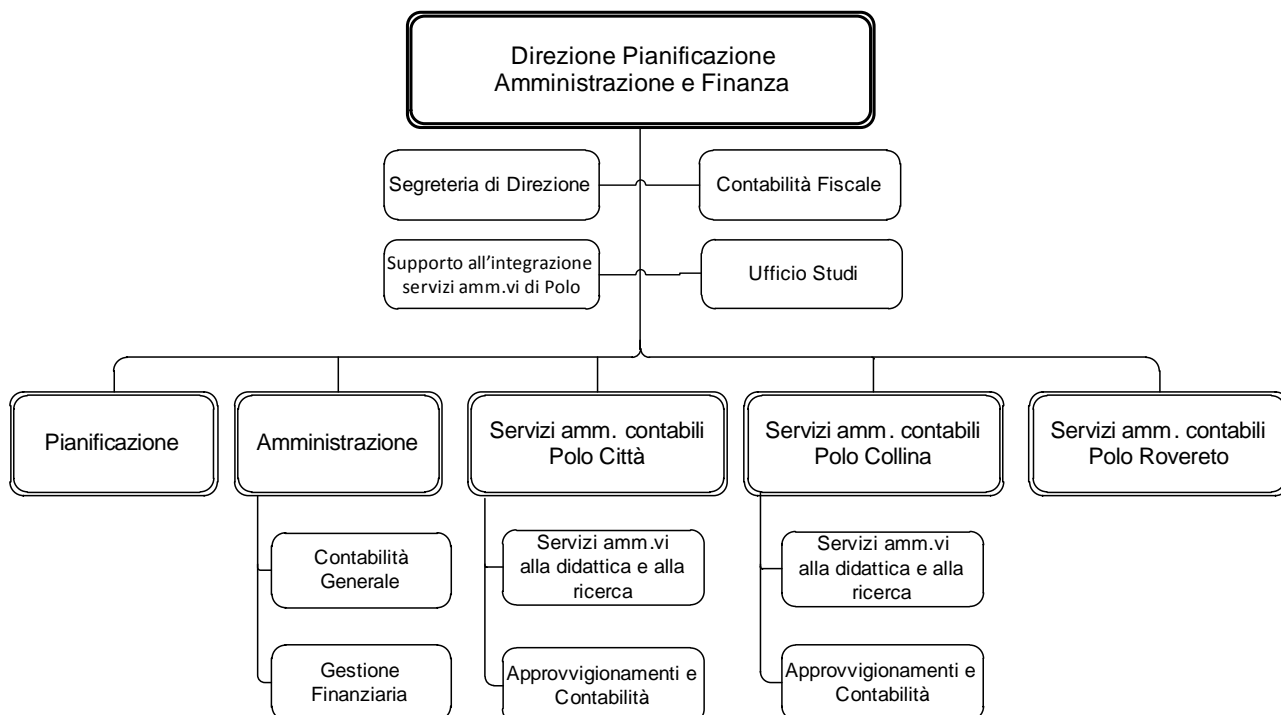 Direzione Pianificazione
Amministrazione e Finanza
Segreteria di Direzione
Contabilità Fiscale
Supporto all'integrazione
servizi amm.vi di Polo
Ufficio Studi
Pianificazione
Amministrazione
Servizi amm. contabili
Polo Città
Servizi amm. contabili
Polo Collina
Servizi amm. contabili
Polo Rovereto
Contabilità
Generale
Servizi amm.vi
alla didattica e alla
ricerca
Servizi amm.vi
alla didattica e alla
ricerca
Gestione
Finanziaria
Approvvigionamenti e
Contabilità
Approvvigionamenti e
Contabilità